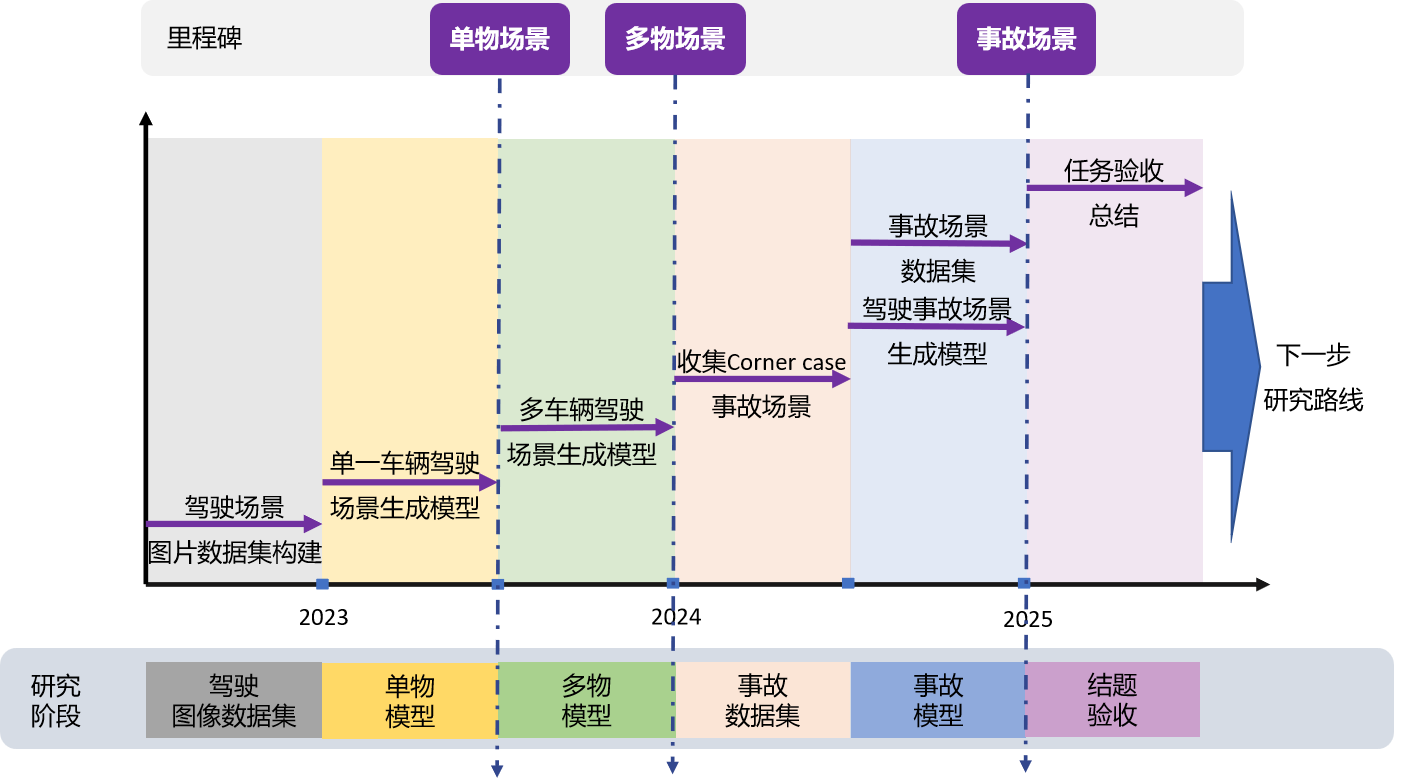 里程碑
单物场景
多物场景
事故场景
任务验收
总结
事故场景
数据集
驾驶事故场景
生成模型
收集Corner case
事故场景
多车辆驾驶
场景生成模型
单一车辆驾驶
场景生成模型
驾驶场景
图片数据集构建
下一步
研究路线
2023
2024
2025
研究
阶段
驾驶
图像数据集
单物
模型
多物
模型
事故
数据集
事故
模型
结题
验收